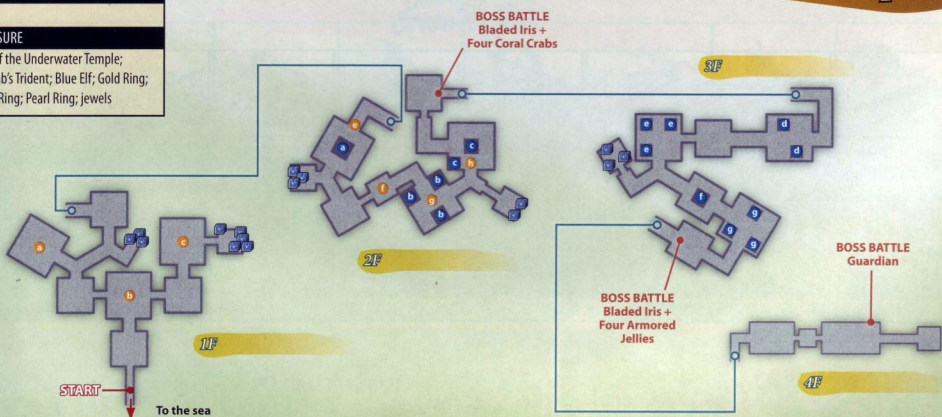 SURE
f the Underwater Temple;
b's Trident; Blue Elf; Gold Ring;
Ring; Pearl Ring; jewels
BOSS BATTLE
Bladed Iris +
Four Coral Crabs
3F
e
a
c
c
h
f
b
b
g
b
2F
e
e
e
d
d
f
g
g
g
a
c
b
1F
START
To the sea
BOSS BATTLE
Bladed Iris +
Four Armored
Jellies
BOSS BATTLE
Guardian
4F